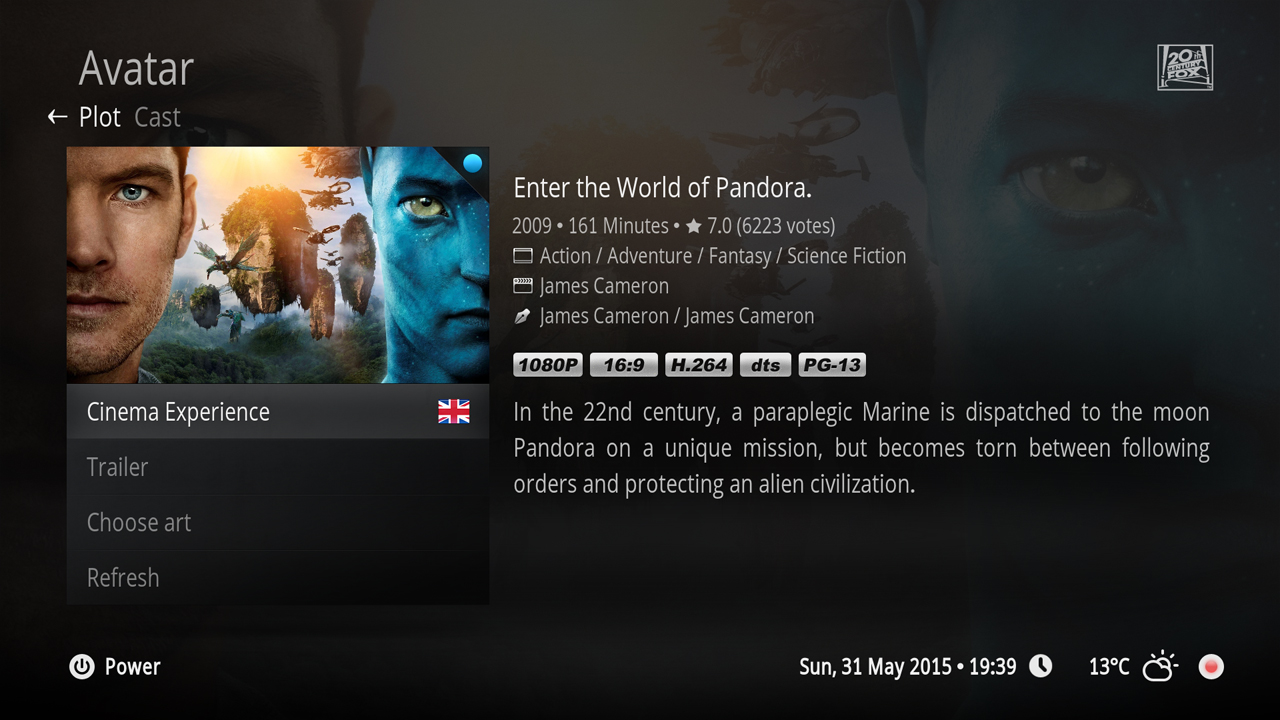 Avatar
20th
CENTURY
FOX
Plot Cast
Enter the World of Pandora.
2009 • 161 Minutes • ★ 7.0 (6223 votes)
Action / Adventure / Fantasy / Science Fiction
James Cameron
James Cameron / James Cameron
1080P 16:9 H.264 dts PG-13
Cinema Experience
Trailer
Choose art
Refresh
In the 22nd century, a paraplegic Marine is dispatched to the moon
Pandora on a unique mission, but becomes torn between following
orders and protecting an alien civilization.
Power
Sun, 31 May 2015 • 19:39
13°C